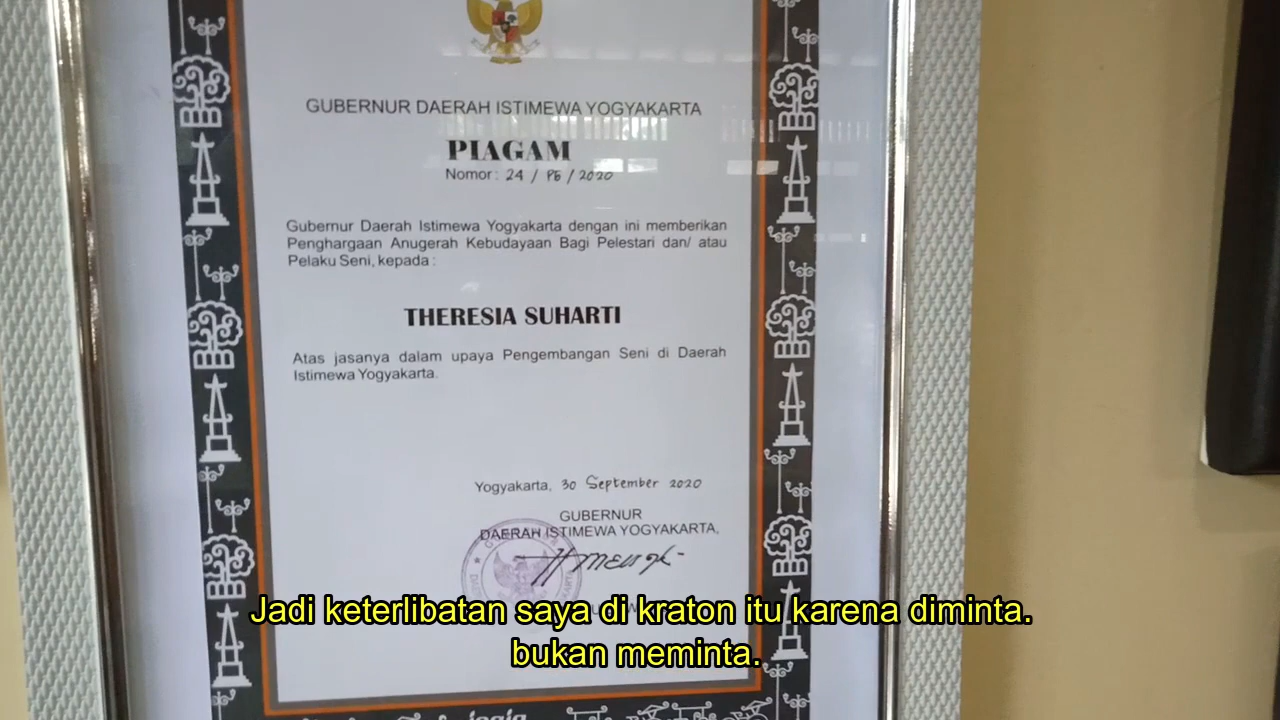 GUBERNUR DAERAH ISTIMEWA YOGYAKARTA
PIAGAM
Nomor : 24 / PG / 2020
Gubernur Daerah Istimewa Yogyakarta dengan ini memberikan
Penghargaan Anugerah Kebudayaan Bagi Pelestari dan/ atau
Pelaku Seni, kepada :
THERESIA SUHARTI
Atas jasanya dalam upaya Pengembangan Seni di Daerah
Istimewa Yogyakarta.
Yogyakarta, 30 September 2020
GUBERNUR
DAERAH ISTIMEWA YOGYAKARTA,
Jadi keterlibatan saya di kraton itu karena diminta.
bukan meminta.